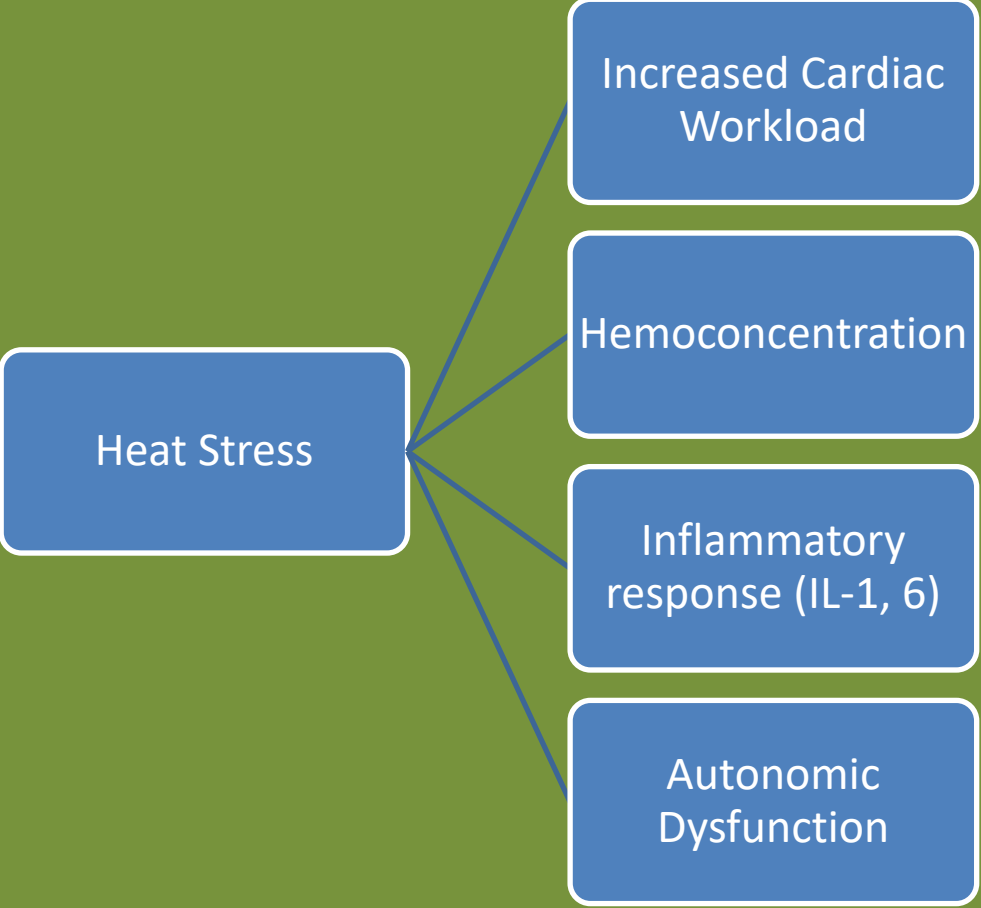 Heat Stress
Increased Cardiac
Workload
Hemoconcentration
Inflammatory
response (IL-1, 6)
Autonomic
Dysfunction